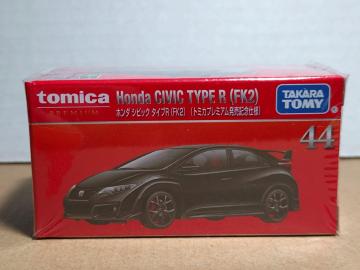 tomica
PREMIUM
Honda CIVIC TYPE R (FK2)
ホンダ シビック タイプR (FK2) (トミカプレミアム発売記念仕様)
TAKARA
TOMY
44